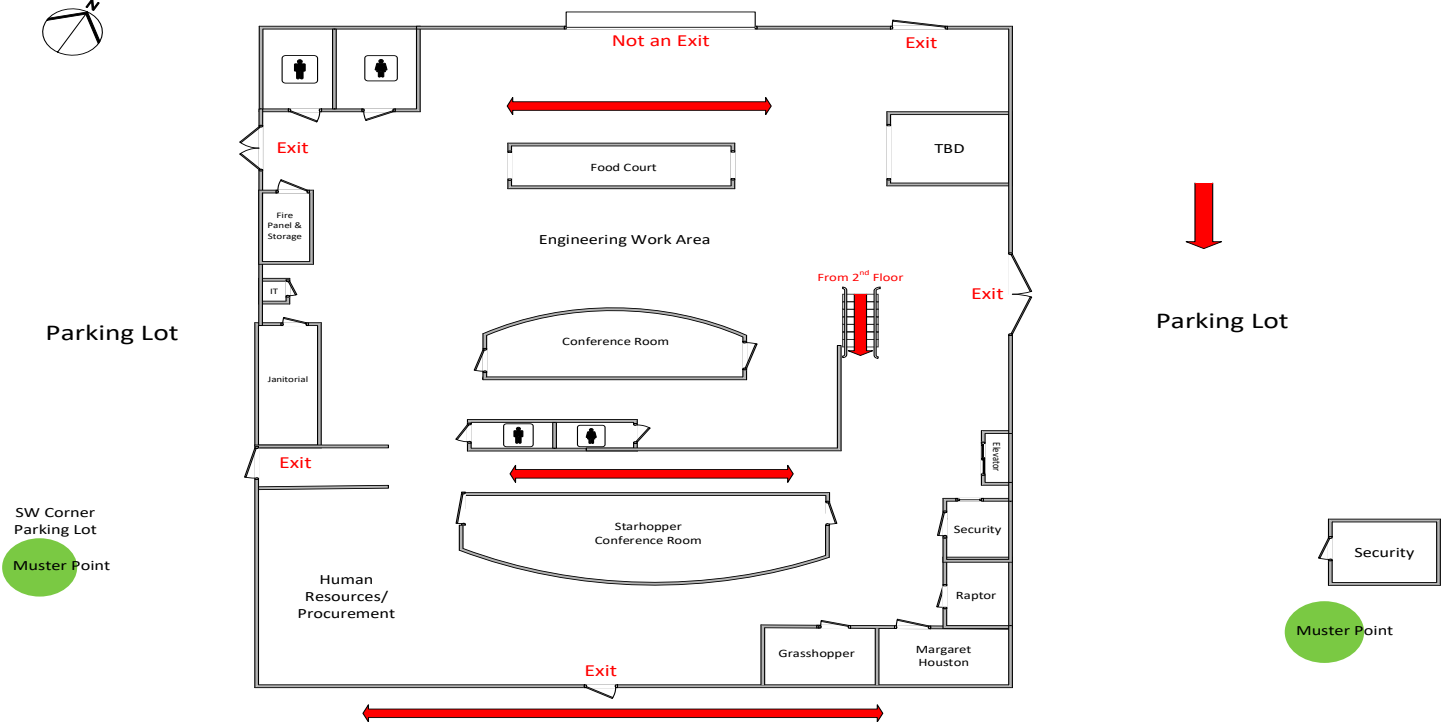 N
Not an Exit
Exit
Exit
Food Court
TBD
Fire
Panel &
Storage
Engineering Work Area
From 2nd Floor
IT
Exit
Parking Lot
Parking Lot
Conference Room
Janitorial
Exit
Elevator
SW Corner
Parking Lot
Muster Point
Starhopper
Conference Room
Security
Security
Human
Resources/
Procurement
Raptor
Muster Point
Grasshopper
Margaret
Houston
Exit